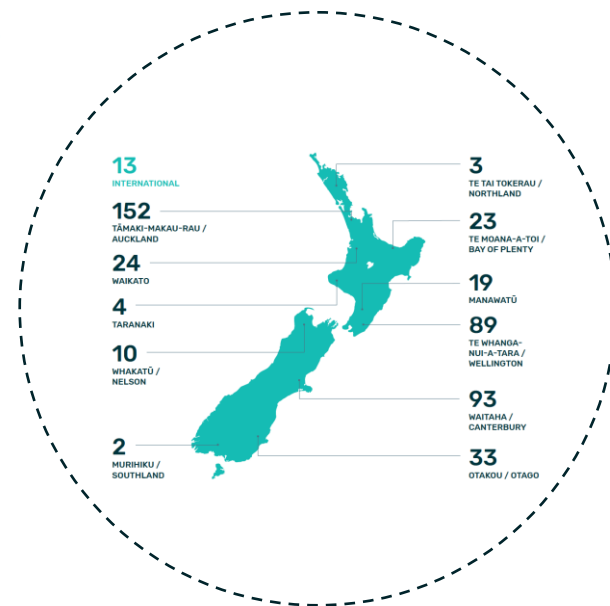 13
INTERNATIONAL
152
TĀMAKI-MAKAU-RAU /
AUCKLAND
24
WAIKATO
4
TARANAKI
10
WHAKATŪ /
NELSON
2
MURIHIKU /
SOUTHLAND
3
TE TAI TOKERAU /
NORTHLAND
23
TE MOANA-A-TOI /
BAY OF PLENTY
19
MANAWATŪ
89
TE WHANGA-
NUI-A-TARA /
WELLINGTON
93
WAITAHA /
CANTERBURY
33
OTAKOU / OTAGO